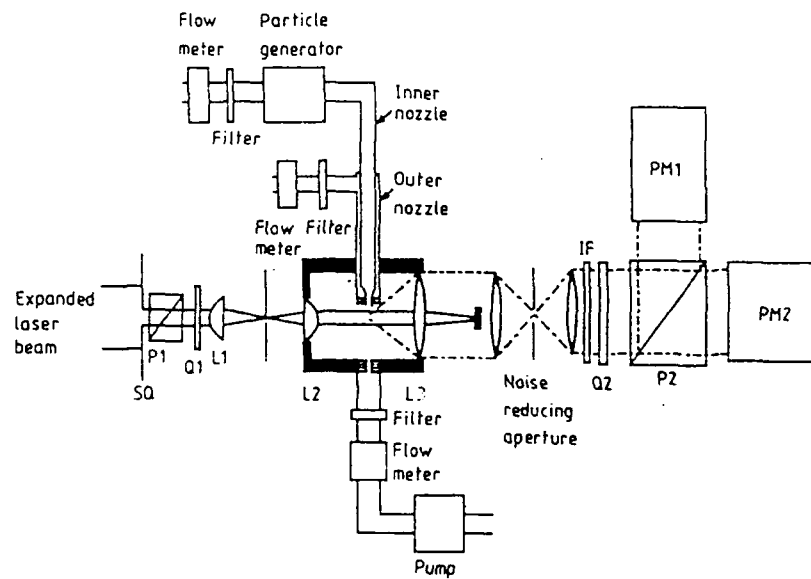 Flow
meter
Particle
generator
Filter
Inner
nozzle
Flow
meter
Filter
Outer
nozzle
PM1
IF
Expanded
laser
beam
P1
Q1
L1
SQ
L2
L3
Noise
reducing
aperture
Q2
P2
PM2
Filter
Flow
meter
Pump